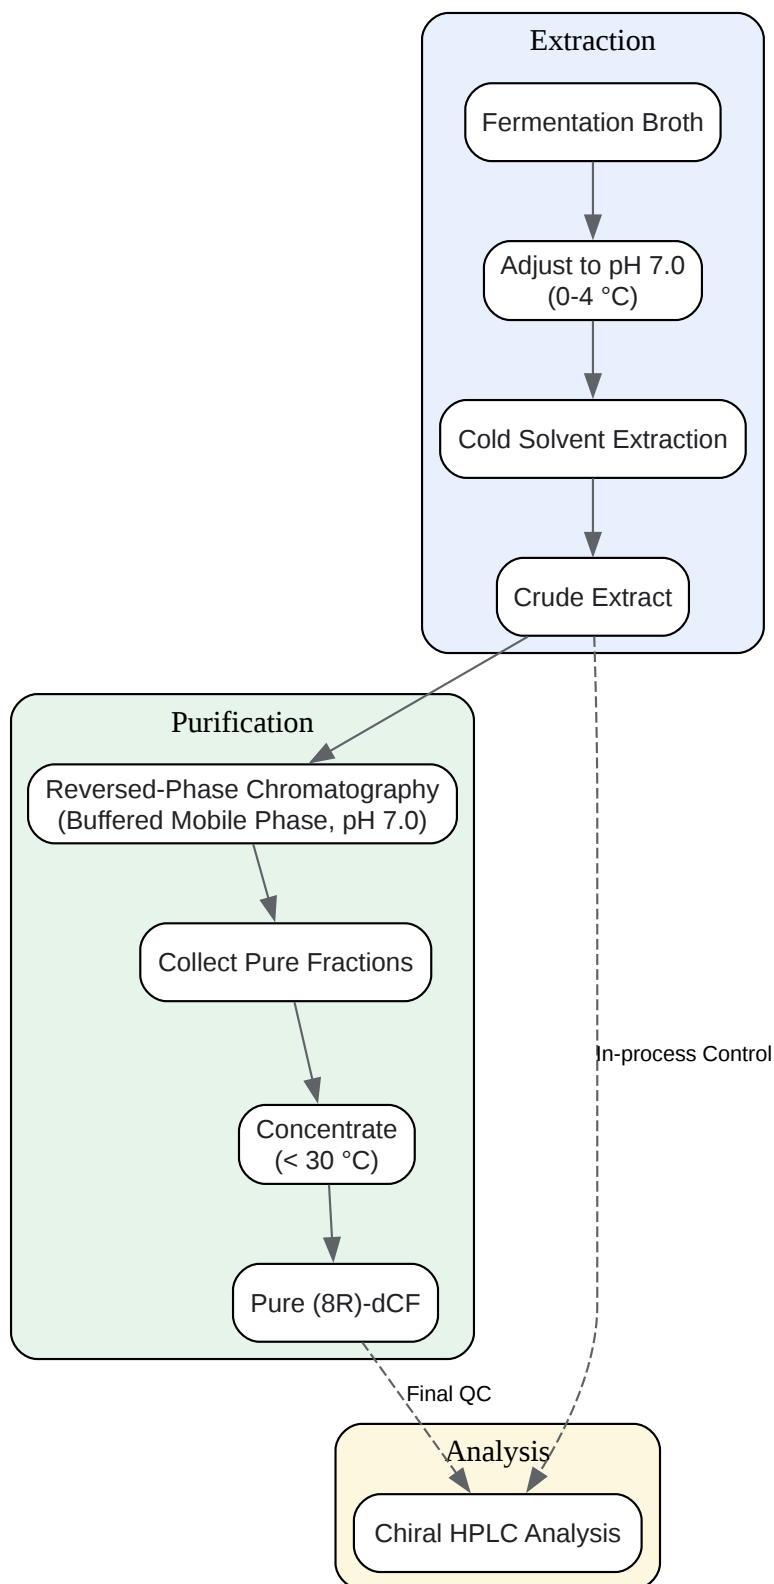 Extraction
Fermentation Broth
Adjust to pH 7.0
(0-4 °C)
Cold Solvent Extraction
Crude Extract
Purification
Reversed-Phase Chromatography
(Buffered Mobile Phase, pH 7.0)
Collect Pure Fractions
In-process Control
Concentrate
(< 30 °C)
Pure (8R)-dCF
Final QC
Analysis
Chiral HPLC Analysis